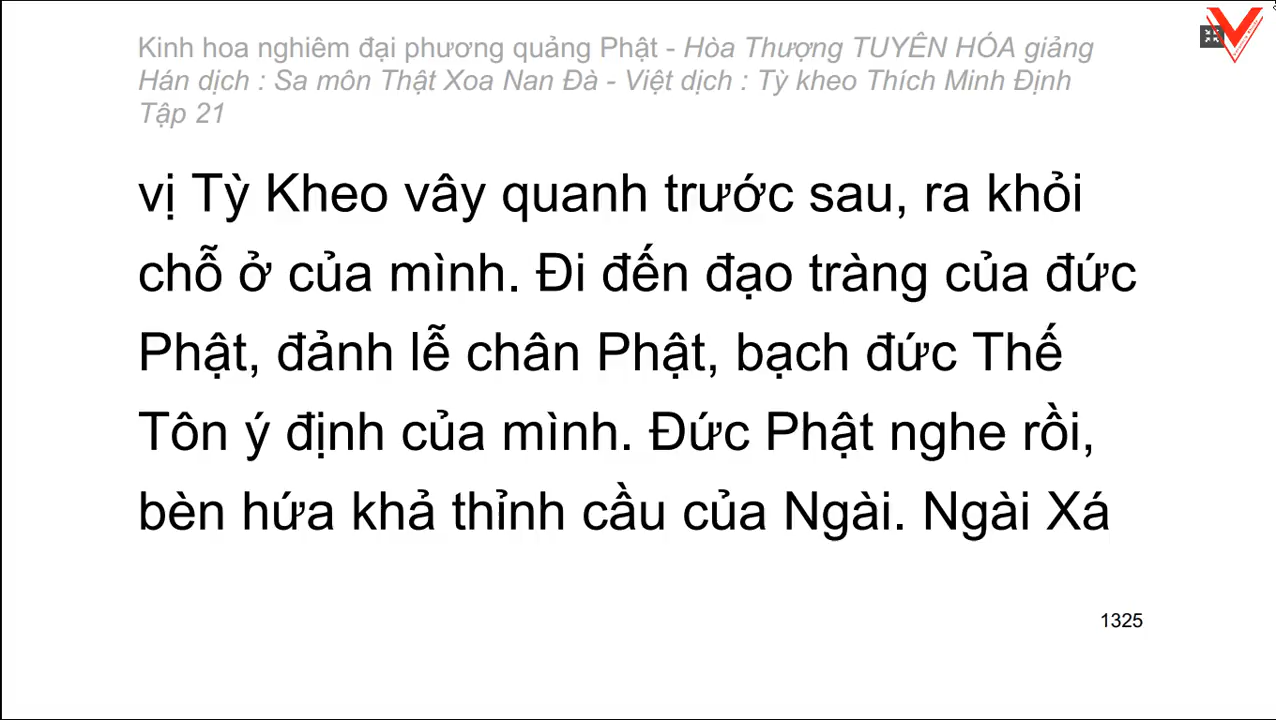 Kinh hoa nghiêm đại phương quảng Phật - Hòa Thượng TUYÊN HÓA giảng
Hán dịch : Sa môn Thật Xoa Nan Đà - Việt dịch : Tỳ kheo Thích Minh Định
Tập 21
vị Tỳ Kheo vây quanh trước sau, ra khỏi
chỗ ở của mình. Đi đến đạo tràng của đức
Phật, đảnh lễ chân Phật, bạch đức Thế
Tôn ý định của mình. Đức Phật nghe rồi,
bèn hứa khả thỉnh cầu của Ngài. Ngài Xá
1325